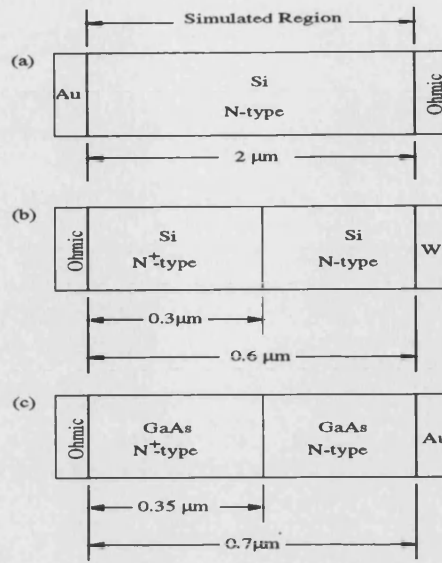 Simulated Region
(a)
Au
Si
N-type
Ohmic
2 μm
(b)
Ohmic
Si
N⁺-type
Si
N-type
W
0.3μm
0.6 μm
(c)
Ohmic
GaAs
N⁺-type
GaAs
N-type
Au
0.35 μm
0.7μm